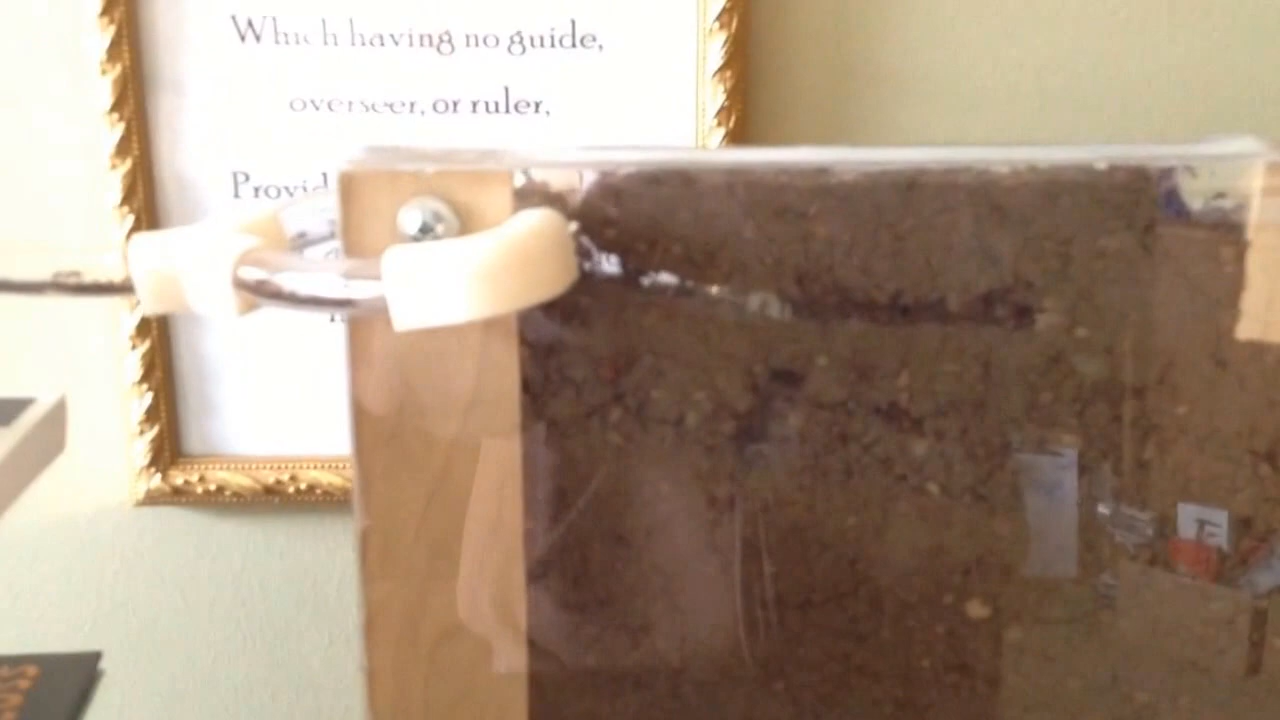 Which having no guide,
overseer, or ruler,